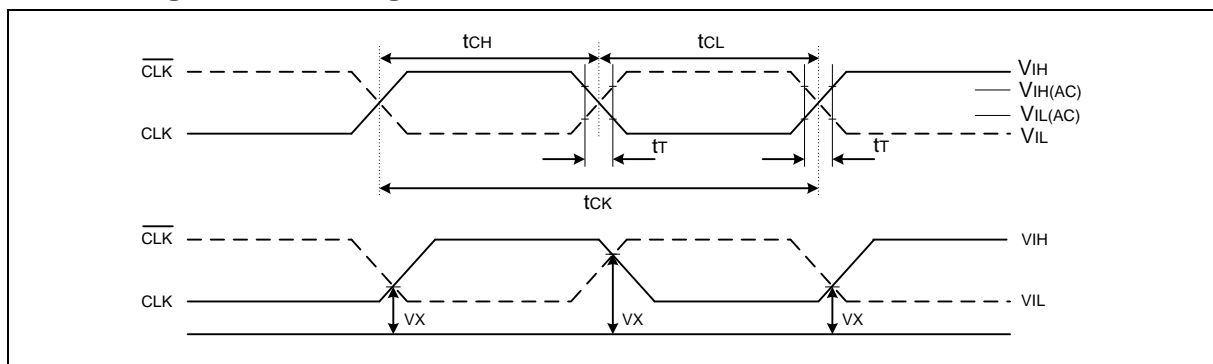 tCH tCL
CLK VIH
VIH(AC)
VIL(AC)
CLK VIL
tT tT
tCK
CLK VIH
CLK VIL
VX VX VX